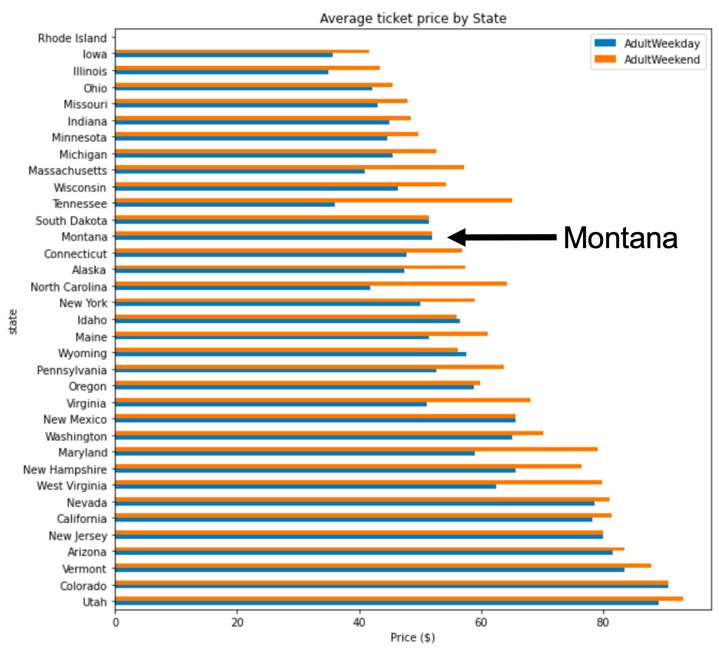 Average ticket price by State
AdultWeekday
AdultWeekend
Rhode Island
Iowa
Illinois
Ohio
Missouri
Indiana
Minnesota
Michigan
Massachusetts
Wisconsin
Tennessee
South Dakota
Montana
Montana
Connecticut
Alaska
North Carolina
New York
Idaho
Maine
Wyoming
Pennsylvania
Oregon
Virginia
New Mexico
Washington
Maryland
New Hampshire
West Virginia
Nevada
California
New Jersey
Arizona
Vermont
Colorado
Utah
state
0 20 40 60 80
Price ($)